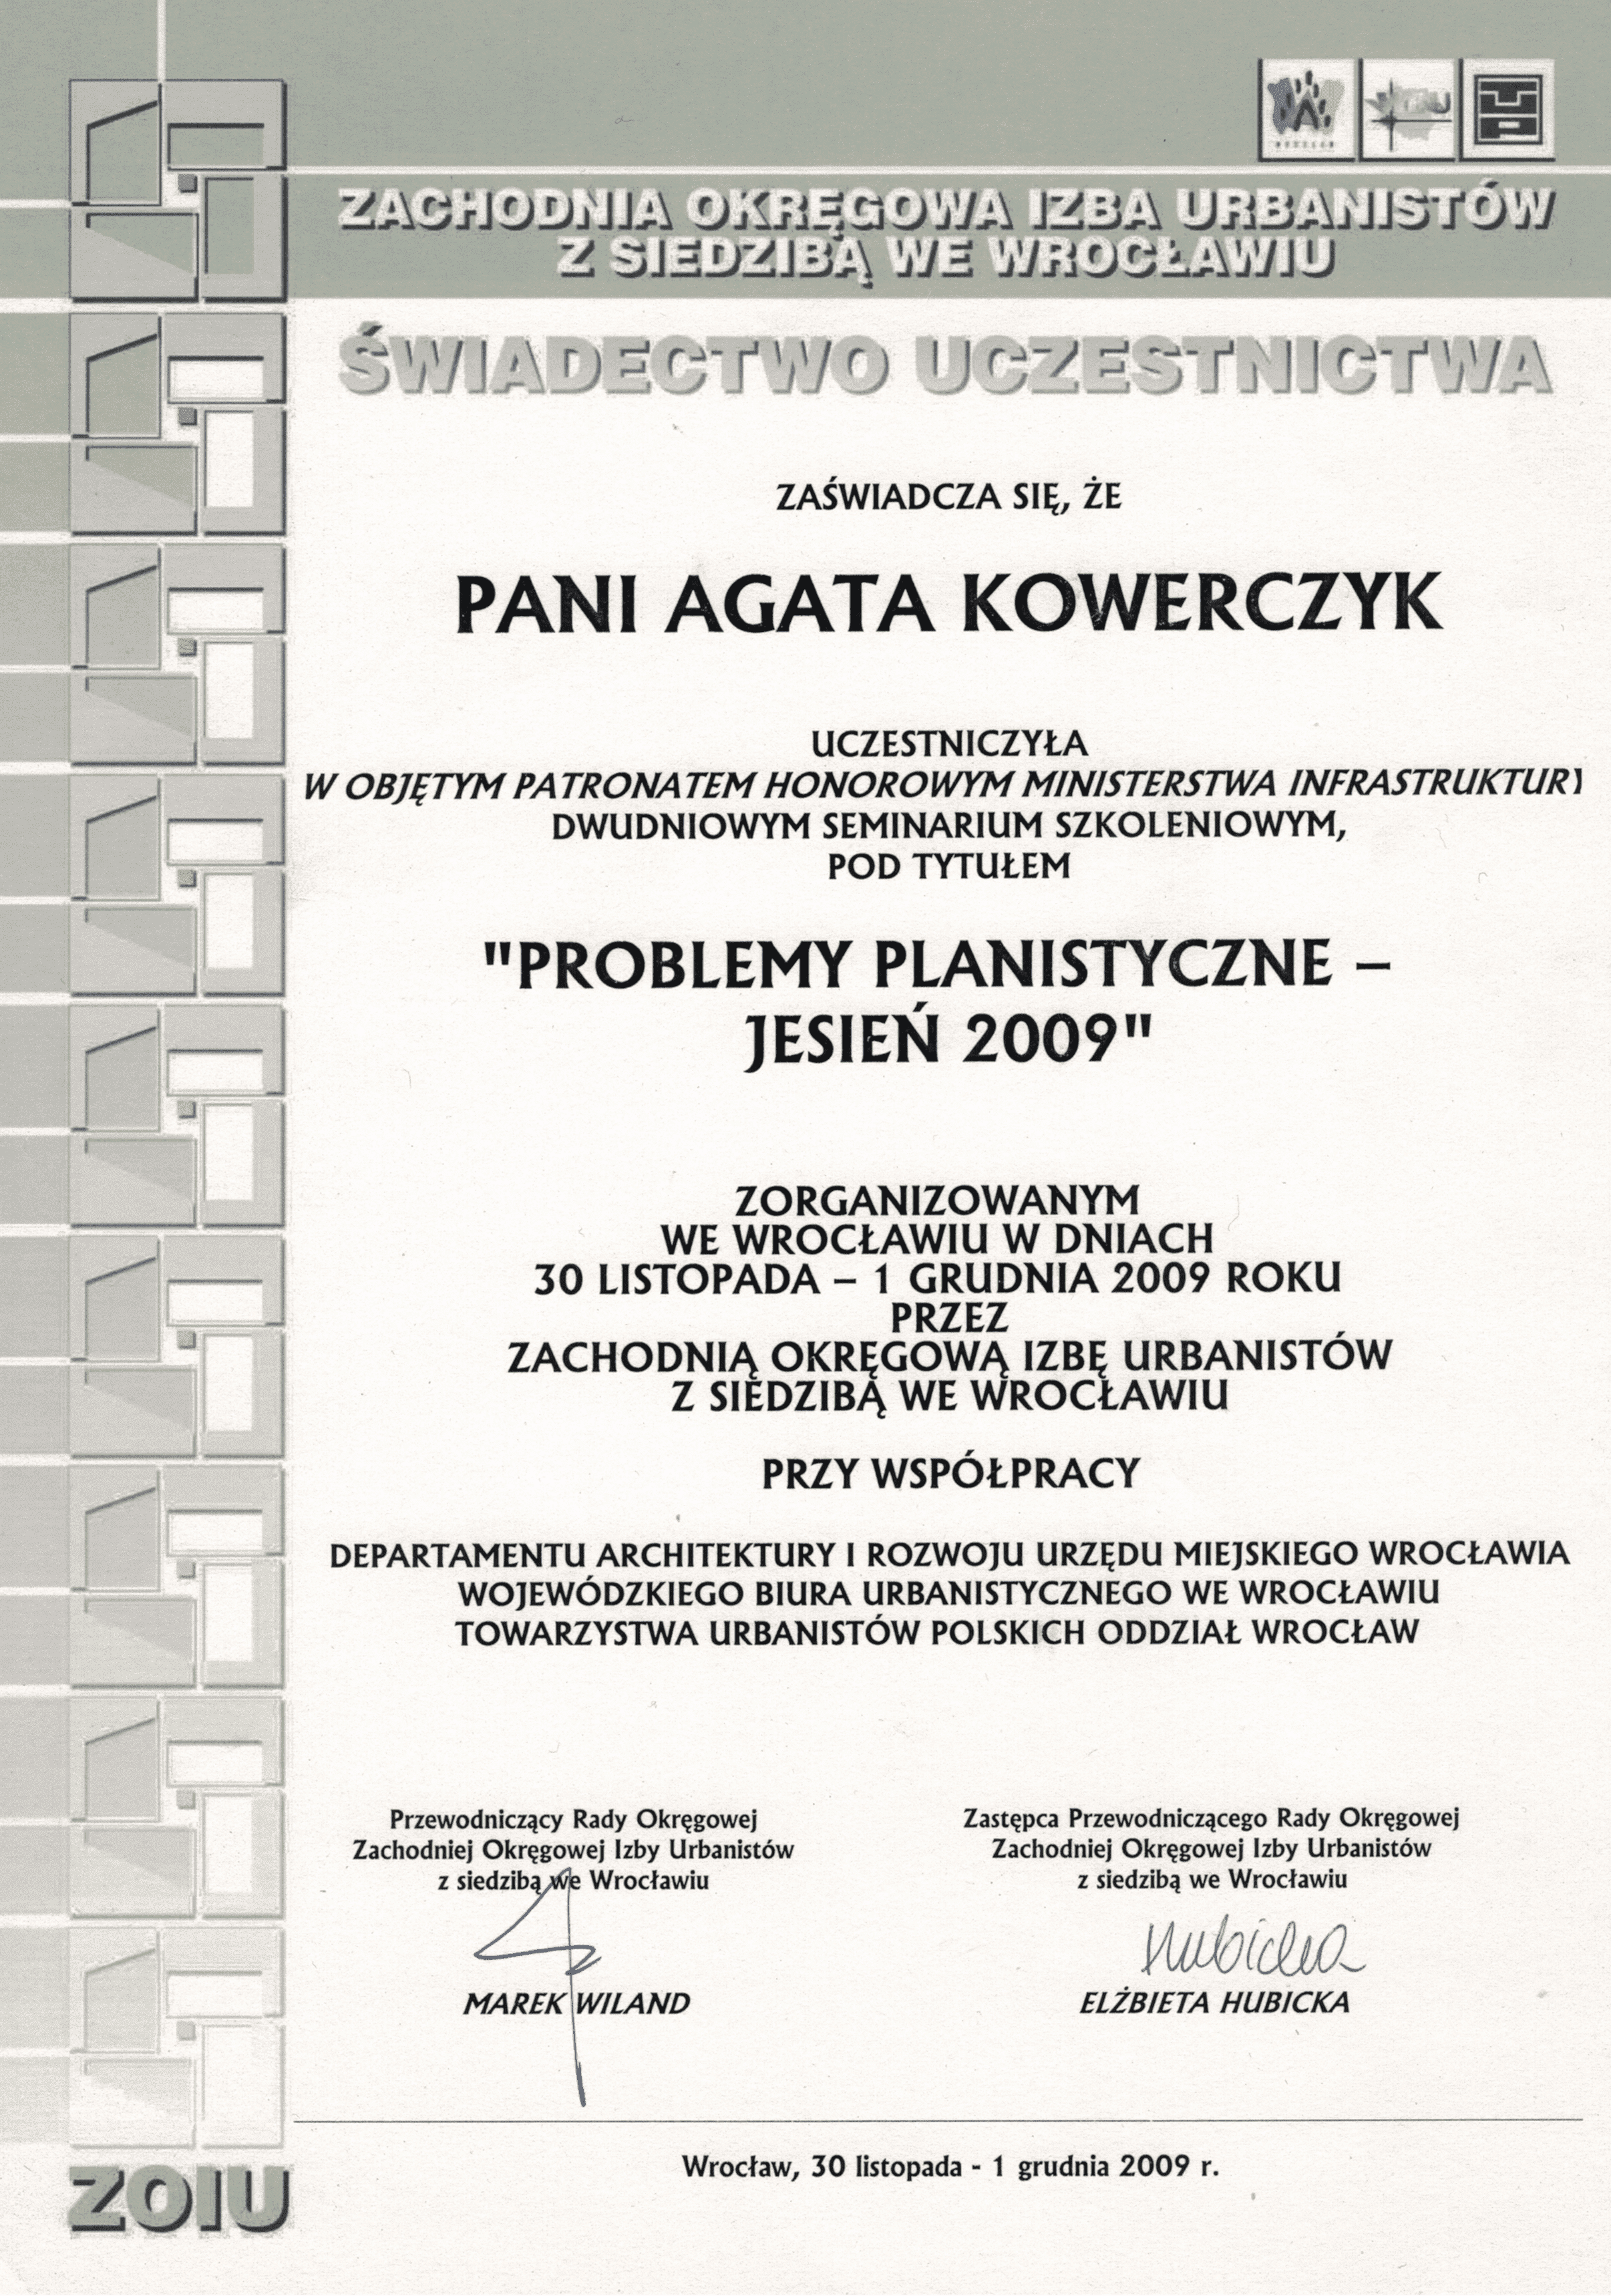 WROCŁAW
ZACHODNIA OKRĘGOWA IZBA URBANISTÓW
Z SIEDZIBĄ WE WROCŁAWIU
ŚWIADECTWO UCZESTNICTWA
ZAŚWIADCZA SIĘ, ŻE
PANI AGATA KOWERCZYK
UCZESTNICZYŁA
W OBJĘTYM PATRONATEM HONOROWYM MINISTERSTWA INFRASTRUKTURY
DWUDNIOWYM SEMINARIUM SZKOLENIOWYM,
POD TYTUŁEM
"PROBLEMY PLANISTYCZNE –
JESIEŃ 2009"
ZORGANIZOWANYM
WE WROCŁAWIU W DNIACH
30 LISTOPADA – 1 GRUDNIA 2009 ROKU
PRZEZ
ZACHODNIĄ OKRĘGOWĄ IZBĘ URBANISTÓW
Z SIEDZIBĄ WE WROCŁAWIU
PRZY WSPÓŁPRACY
DEPARTAMENTU ARCHITEKTURY I ROZWOJU URZĘDU MIEJSKIEGO WROCŁAWIA
WOJEWÓDZKIEGO BIURA URBANISTYCZNEGO WE WROCŁAWIU
TOWARZYSTWA URBANISTÓW POLSKICH ODDZIAŁ WROCŁAW
Przewodniczący Rady Okręgowej
Zachodniej Okręgowej Izby Urbanistów
z siedzibą we Wrocławiu
MAREK WILAND
Zastępca Przewodniczącego Rady Okręgowej
Zachodniej Okręgowej Izby Urbanistów
z siedzibą we Wrocławiu
Hubicka
ELŻBIETA HUBICKA
Wrocław, 30 listopada - 1 grudnia 2009 r.
ZOIU